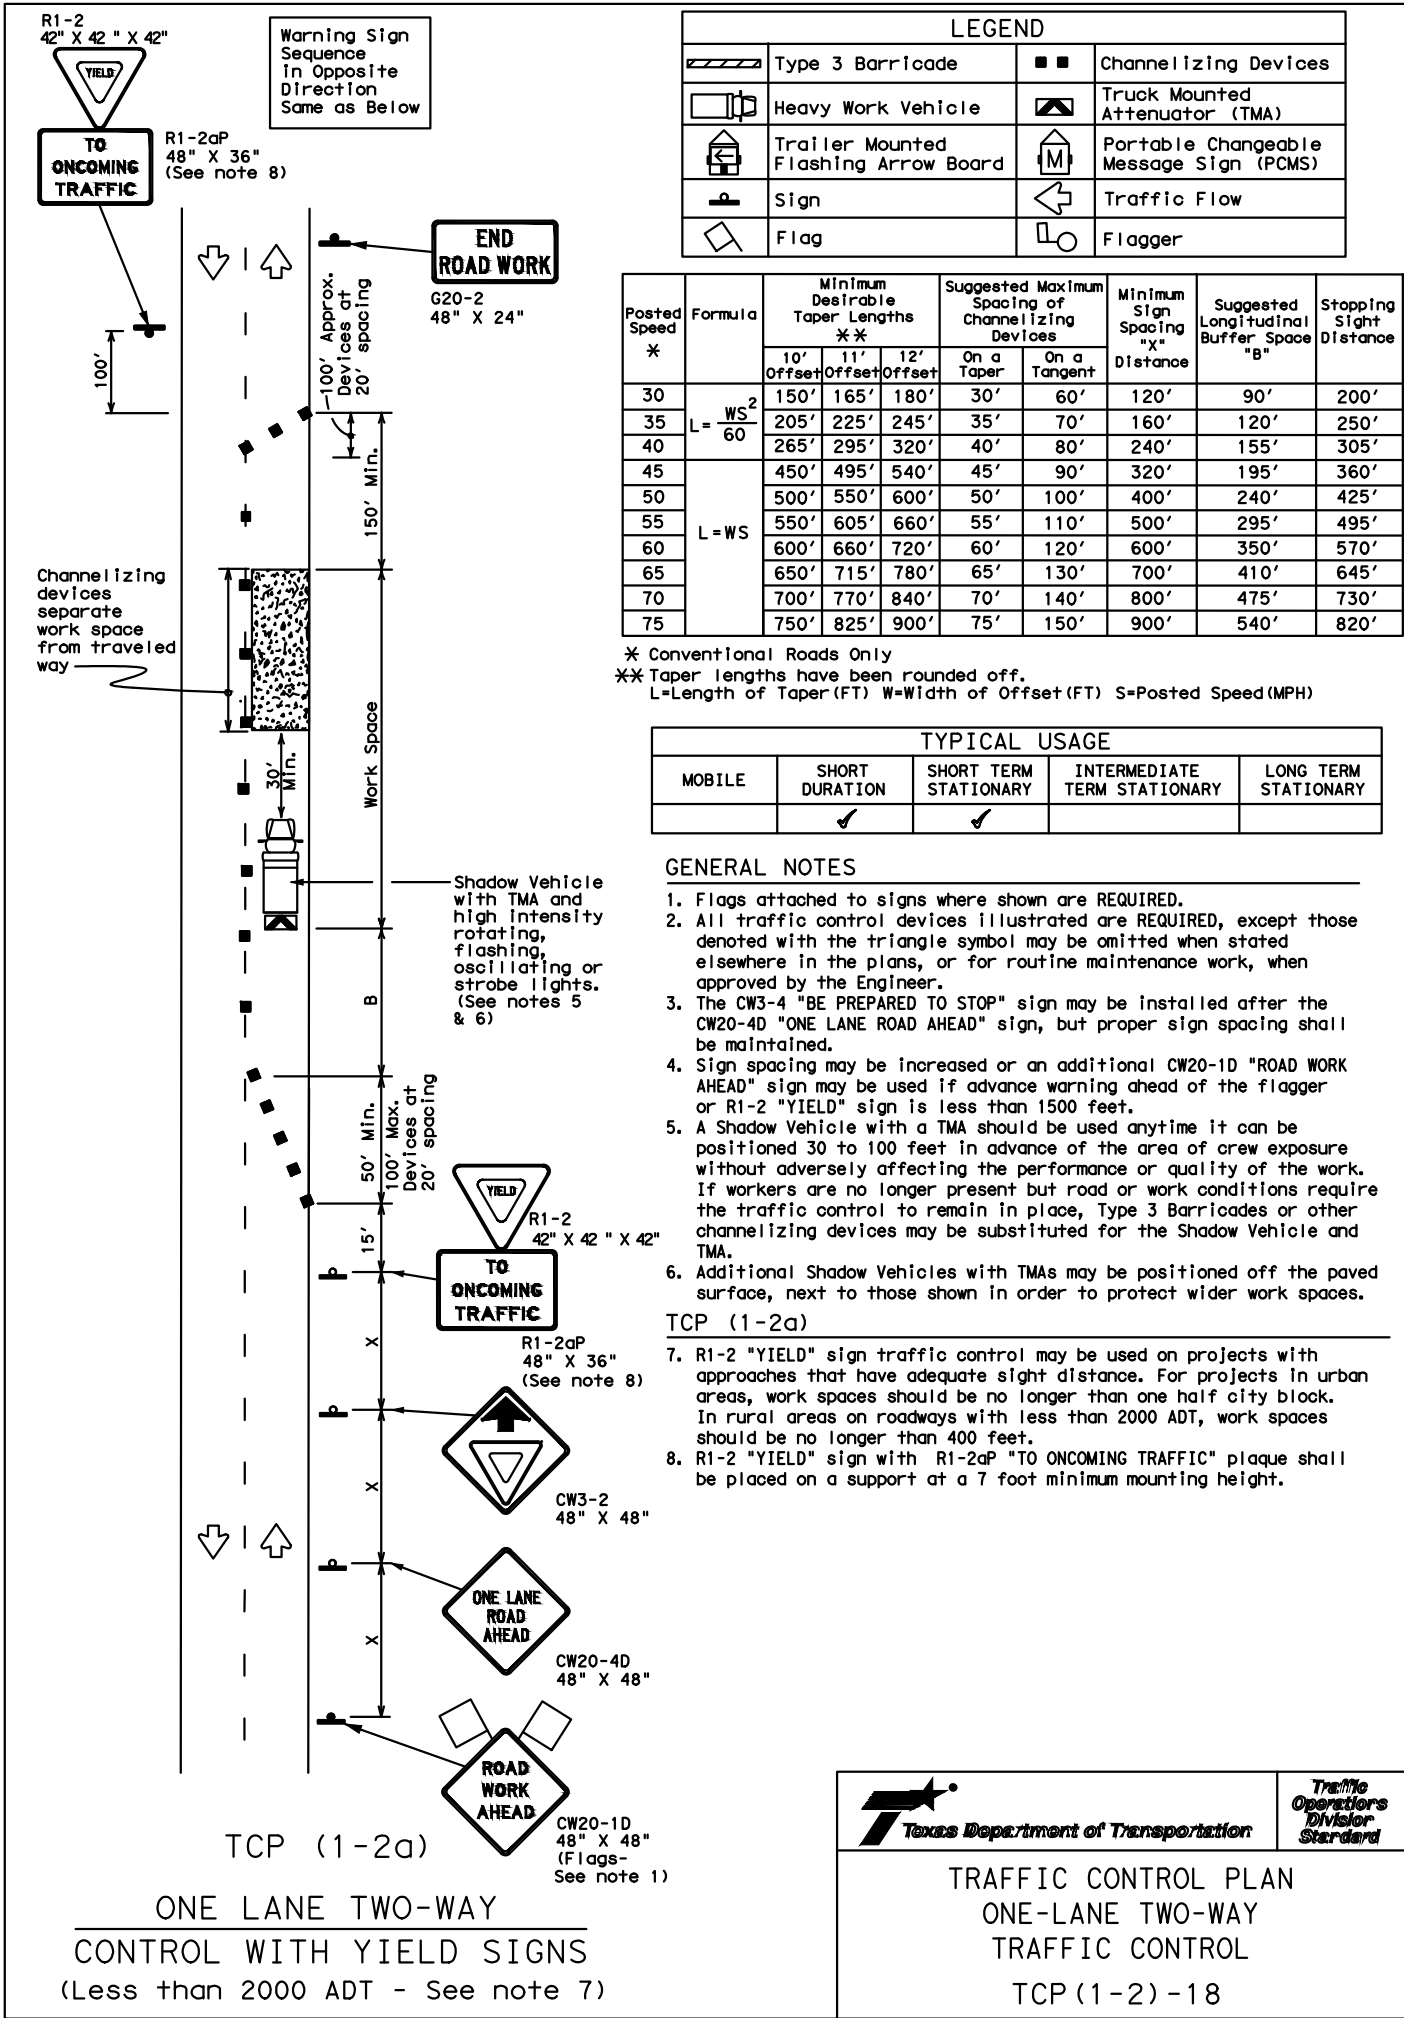 R1-2
42" X 42 " X 42"
YIELD
TO
ONCOMING
TRAFFIC
R1-2aP
48" X 36"
(See note 8)
Warning Sign
Sequence
in Opposite
Direction
Same as Below
END
ROAD WORK
G20-2
48" X 24"
100'
100' Approx.
Devices at
20' spacing
150' Min.
Channelizing
devices
separate
work space
from traveled
way
Work Space
30'
Min.
Shadow Vehicle
with TMA and
high intensity
rotating,
flashing,
oscillating or
strobe lights.
(See notes 5
& 6)
B
50' Min.
100' Max.
Devices at
20' spacing
15'
YIELD
R1-2
42" X 42 " X 42"
TO
ONCOMING
TRAFFIC
R1-2aP
48" X 36"
(See note 8)
X
CW3-2
48" X 48"
X
ONE LANE
ROAD
AHEAD
CW20-4D
48" X 48"
X
ROAD
WORK
AHEAD
CW20-1D
48" X 48"
(Flags-
See note 1)
TCP (1-2a)
ONE LANE TWO-WAY
CONTROL WITH YIELD SIGNS
(Less than 2000 ADT - See note 7)
LEGEND
Type 3 Barricade
Channelizing Devices
Heavy Work Vehicle
Truck Mounted
Attenuator (TMA)
Trailer Mounted
Flashing Arrow Board
M
Portable Changeable
Message Sign (PCMS)
Sign
Traffic Flow
Flag
Flagger
Posted
Speed
*
Formula
Minimum
Desirable
Taper Lengths
**
10'
Offset
11'
Offset
12'
Offset
Suggested Maximum
Spacing of
Channelizing
Devices
On a
Taper
On a
Tangent
Minimum
Sign
Spacing
"X"
Distance
Suggested
Longitudinal
Buffer Space
"B"
Stopping
Sight
Distance
L= WS²
60
L=WS
30 150' 165' 180' 30' 60' 120' 90' 200'
35 205' 225' 245' 35' 70' 160' 120' 250'
40 265' 295' 320' 40' 80' 240' 155' 305'
45 450' 495' 540' 45' 90' 320' 195' 360'
50 500' 550' 600' 50' 100' 400' 240' 425'
55 550' 605' 660' 55' 110' 500' 295' 495'
60 600' 660' 720' 60' 120' 600' 350' 570'
65 650' 715' 780' 65' 130' 700' 410' 645'
70 700' 770' 840' 70' 140' 800' 475' 730'
75 750' 825' 900' 75' 150' 900' 540' 820'
* Conventional Roads Only
** Taper lengths have been rounded off.
L=Length of Taper(FT) W=Width of Offset(FT) S=Posted Speed(MPH)
TYPICAL USAGE
MOBILE
SHORT
DURATION
SHORT TERM
STATIONARY
INTERMEDIATE
TERM STATIONARY
LONG TERM
STATIONARY
✓ ✓
GENERAL NOTES
1. Flags attached to signs where shown are REQUIRED.
2. All traffic control devices illustrated are REQUIRED, except those
denoted with the triangle symbol may be omitted when stated
elsewhere in the plans, or for routine maintenance work, when
approved by the Engineer.
3. The CW3-4 "BE PREPARED TO STOP" sign may be installed after the
CW20-4D "ONE LANE ROAD AHEAD" sign, but proper sign spacing shall
be maintained.
4. Sign spacing may be increased or an additional CW20-1D "ROAD WORK
AHEAD" sign may be used if advance warning ahead of the flagger
or R1-2 "YIELD" sign is less than 1500 feet.
5. A Shadow Vehicle with a TMA should be used anytime it can be
positioned 30 to 100 feet in advance of the area of crew exposure
without adversely affecting the performance or quality of the work.
If workers are no longer present but road or work conditions require
the traffic control to remain in place, Type 3 Barricades or other
channelizing devices may be substituted for the Shadow Vehicle and
TMA.
6. Additional Shadow Vehicles with TMAs may be positioned off the paved
surface, next to those shown in order to protect wider work spaces.
TCP (1-2a)
7. R1-2 "YIELD" sign traffic control may be used on projects with
approaches that have adequate sight distance. For projects in urban
areas, work spaces should be no longer than one half city block.
In rural areas on roadways with less than 2000 ADT, work spaces
should be no longer than 400 feet.
8. R1-2 "YIELD" sign with R1-2aP "TO ONCOMING TRAFFIC" plaque shall
be placed on a support at a 7 foot minimum mounting height.
Texas Department of Transportation
Traffic
Operations
Division
Standard
TRAFFIC CONTROL PLAN
ONE-LANE TWO-WAY
TRAFFIC CONTROL
TCP(1-2)-18